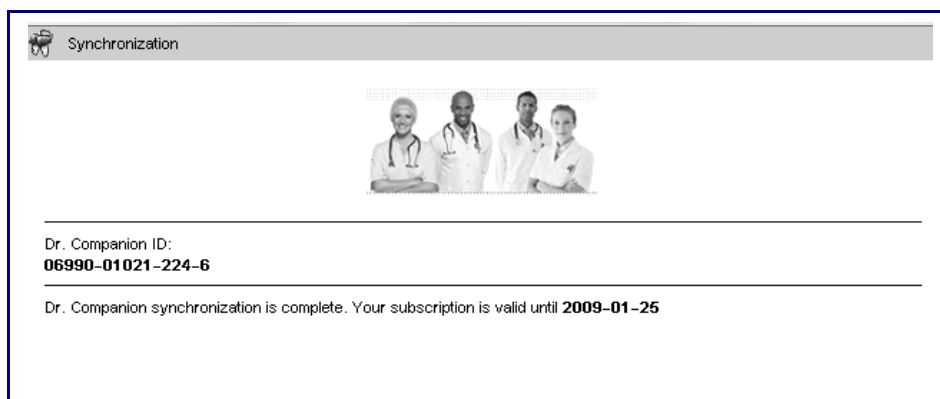 Synchronization
Dr. Companion ID:
06990-01021-224-6
Dr. Companion synchronization is complete. Your subscription is valid until 2009-01-25